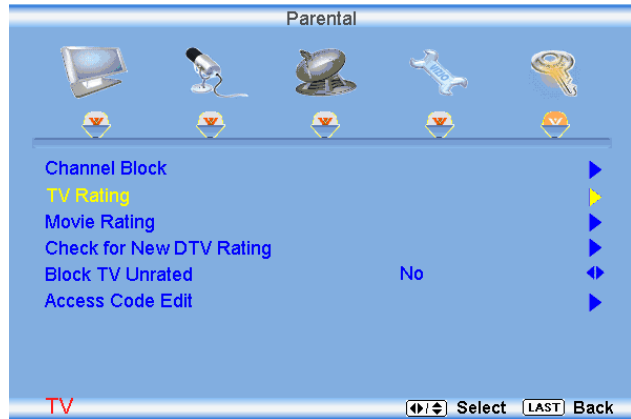 Parental
Channel Block
TV Rating
Movie Rating
Check for New DTV Rating
Block TV Unrated No
Access Code Edit
TV Select LAST Back